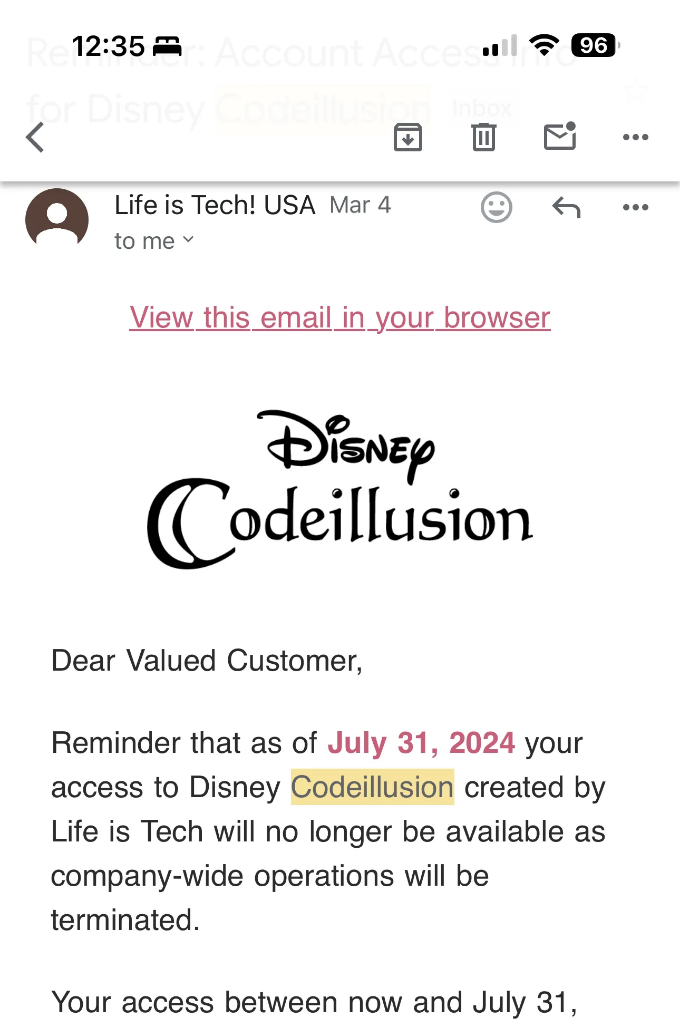 12:35
96
Reminder: Account Access Info
for Disney Codeillusion Inbox
Life is Tech! USA Mar 4
to me
View this email in your browser
Disney
Codeillusion
Dear Valued Customer,
Reminder that as of July 31, 2024 your
access to Disney Codeillusion created by
Life is Tech will no longer be available as
company-wide operations will be
terminated.
Your access between now and July 31,